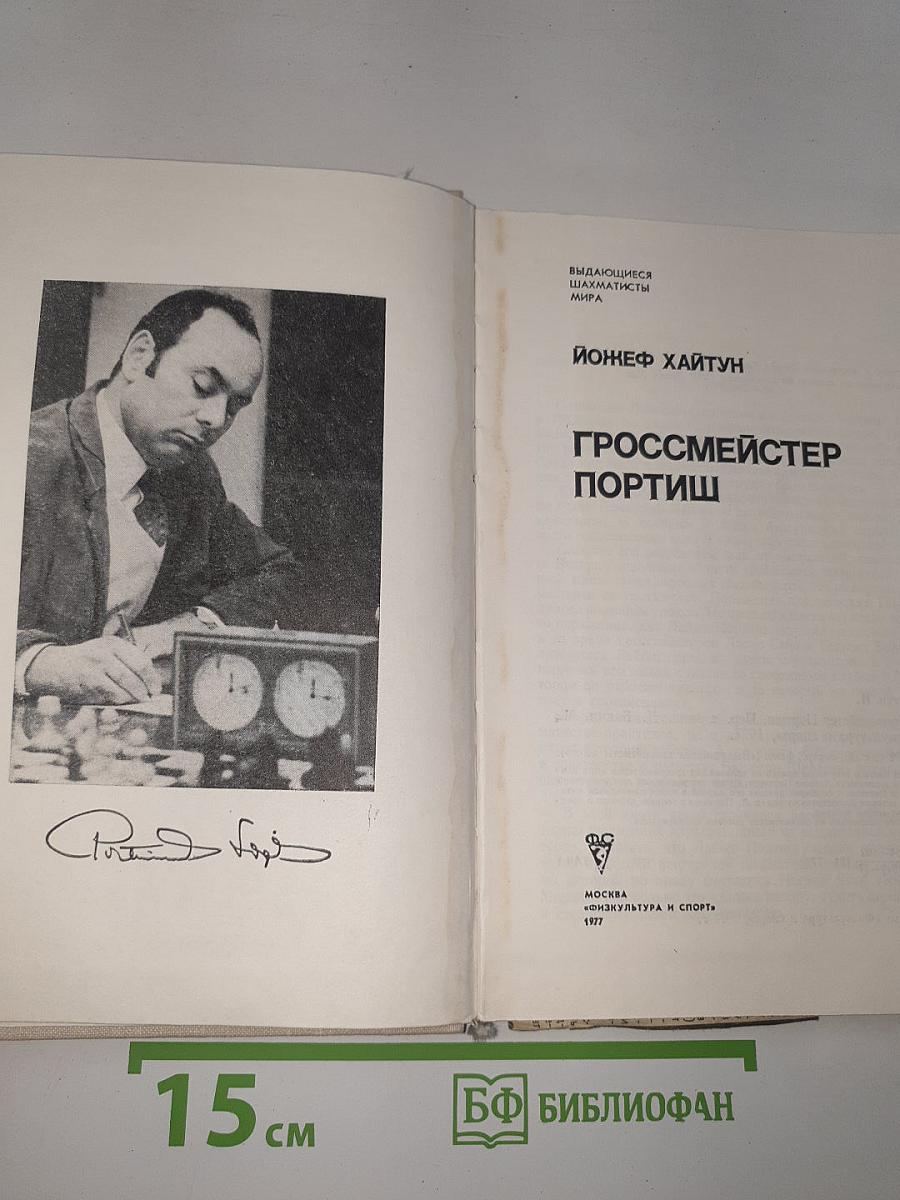 ВЫДАЮЩИЕСЯ
ШАХМАТИСТЫ
МИРА
ЙОЖЕФ ХАЙТУН
ГРОССМЕЙСТЕР
ПОРТИШ
ФиС
МОСКВА
«ФИЗКУЛЬТУРА И СПОРТ»
1977
15 см
БФ БИБЛИОФАН